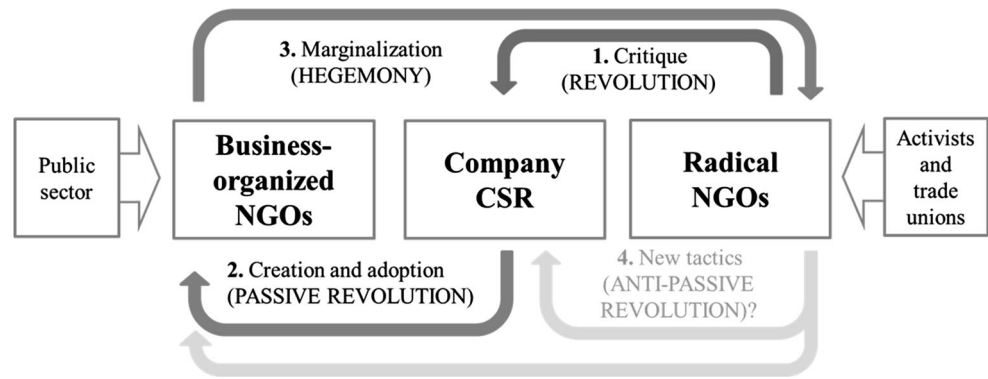 3. Marginalization
(HEGEMONY)
1. Critique
(REVOLUTION)
Public
sector
Business-
organized
NGOs
Company
CSR
Radical
NGOs
Activists
and
trade
unions
2. Creation and adoption
(PASSIVE REVOLUTION)
4. New tactics
(ANTI-PASSIVE
REVOLUTION)?